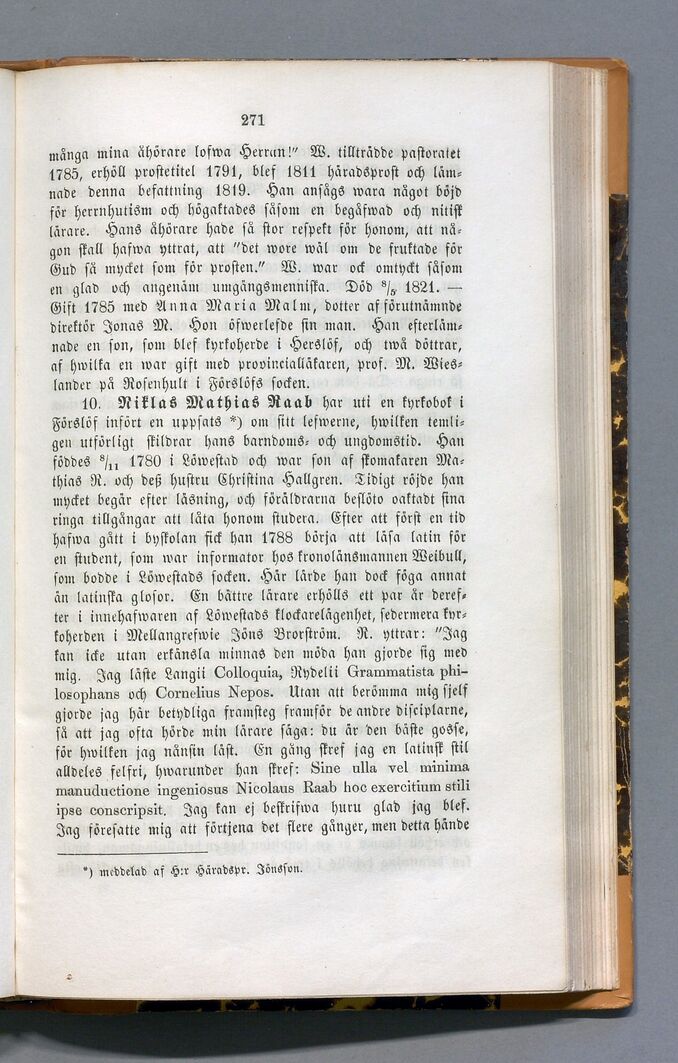 271
många mina åhörare lofwa Herran!" W. tillträdde pastoratet
1785, erhöll prostetitel 1791, blef 1811 häradsprost och läm-
nade denna befattning 1819. Han ansågs wara något böjd
för herrnhutism och högaktades såsom en begåfwad och nitisk
lärare. Hans åhörare hade så stor respekt för honom, att nå-
gon skall hafwa yttrat, att "det wore wäl om de fruktade för
Gud så mycket som för prosten." W. war ock omtyckt såsom
en glad och angenäm umgängsmenniska. Död 8/5 1821. —
Gift 1785 med Anna Maria Malm, dotter af förutnämnde
direktör Jonas M. Hon öfwerlefde sin man. Han efterläm-
nade en son, som blef kyrkoherde i Herslöf, och twå döttrar,
af hwilka en war gift med provincialläkaren, prof. M. Wies-
lander på Rosenhult i Förslöfs socken.
10. Niklas Mathias Raab har uti en kyrkobok i
Förslöf infört en uppsats *) om sitt lefwerne, hwilken temli-
gen utförligt skildrar hans barndoms- och ungdomstid. Han
föddes 8/11 1780 i Löwestad och war son af skomakaren Ma-
thias R. och deß hustru Christina Hallgren. Tidigt röjde han
mycket begär efter läsning, och föräldrarna beslöto oaktadt sina
ringa tillgångar att låta honom studera. Efter att först en tid
hafwa gått i byskolan fick han 1788 börja att läsa latin för
en student, som war informator hos kronolänsmannen Weibull,
som bodde i Löwestads socken. Här lärde han dock föga annat
än latinska glosor. En bättre lärare erhölls ett par år deref-
ter i innehafwaren af Löwestads klockarelägenhet, sedermera kyr-
koherden i Mellangrefwie Jöns Brorström. R. yttrar: "Jag
kan icke utan erkänsla minnas den möda han gjorde sig med
mig. Jag läste Langii Colloquia, Rydelii Grammatista phi-
losophans och Cornelius Nepos. Utan att berömma mig sjelf
gjorde jag här betydliga framsteg framför de andre disciplarne,
så att jag ofta hörde min lärare säga: du är den bäste gosse,
för hwilken jag nånsin läst. En gång skref jag en latinsk stil
alldeles felfri, hwarunder han skref: Sine ulla vel minima
manuductione ingeniosus Nicolaus Raab hoc exercitium stili
ipse conscripsit. Jag kan ej beskrifwa huru glad jag blef.
Jag föresatte mig att förtjena det flere gånger, men detta hände
*) meddelad af H:r Häradspr. Jönsson.